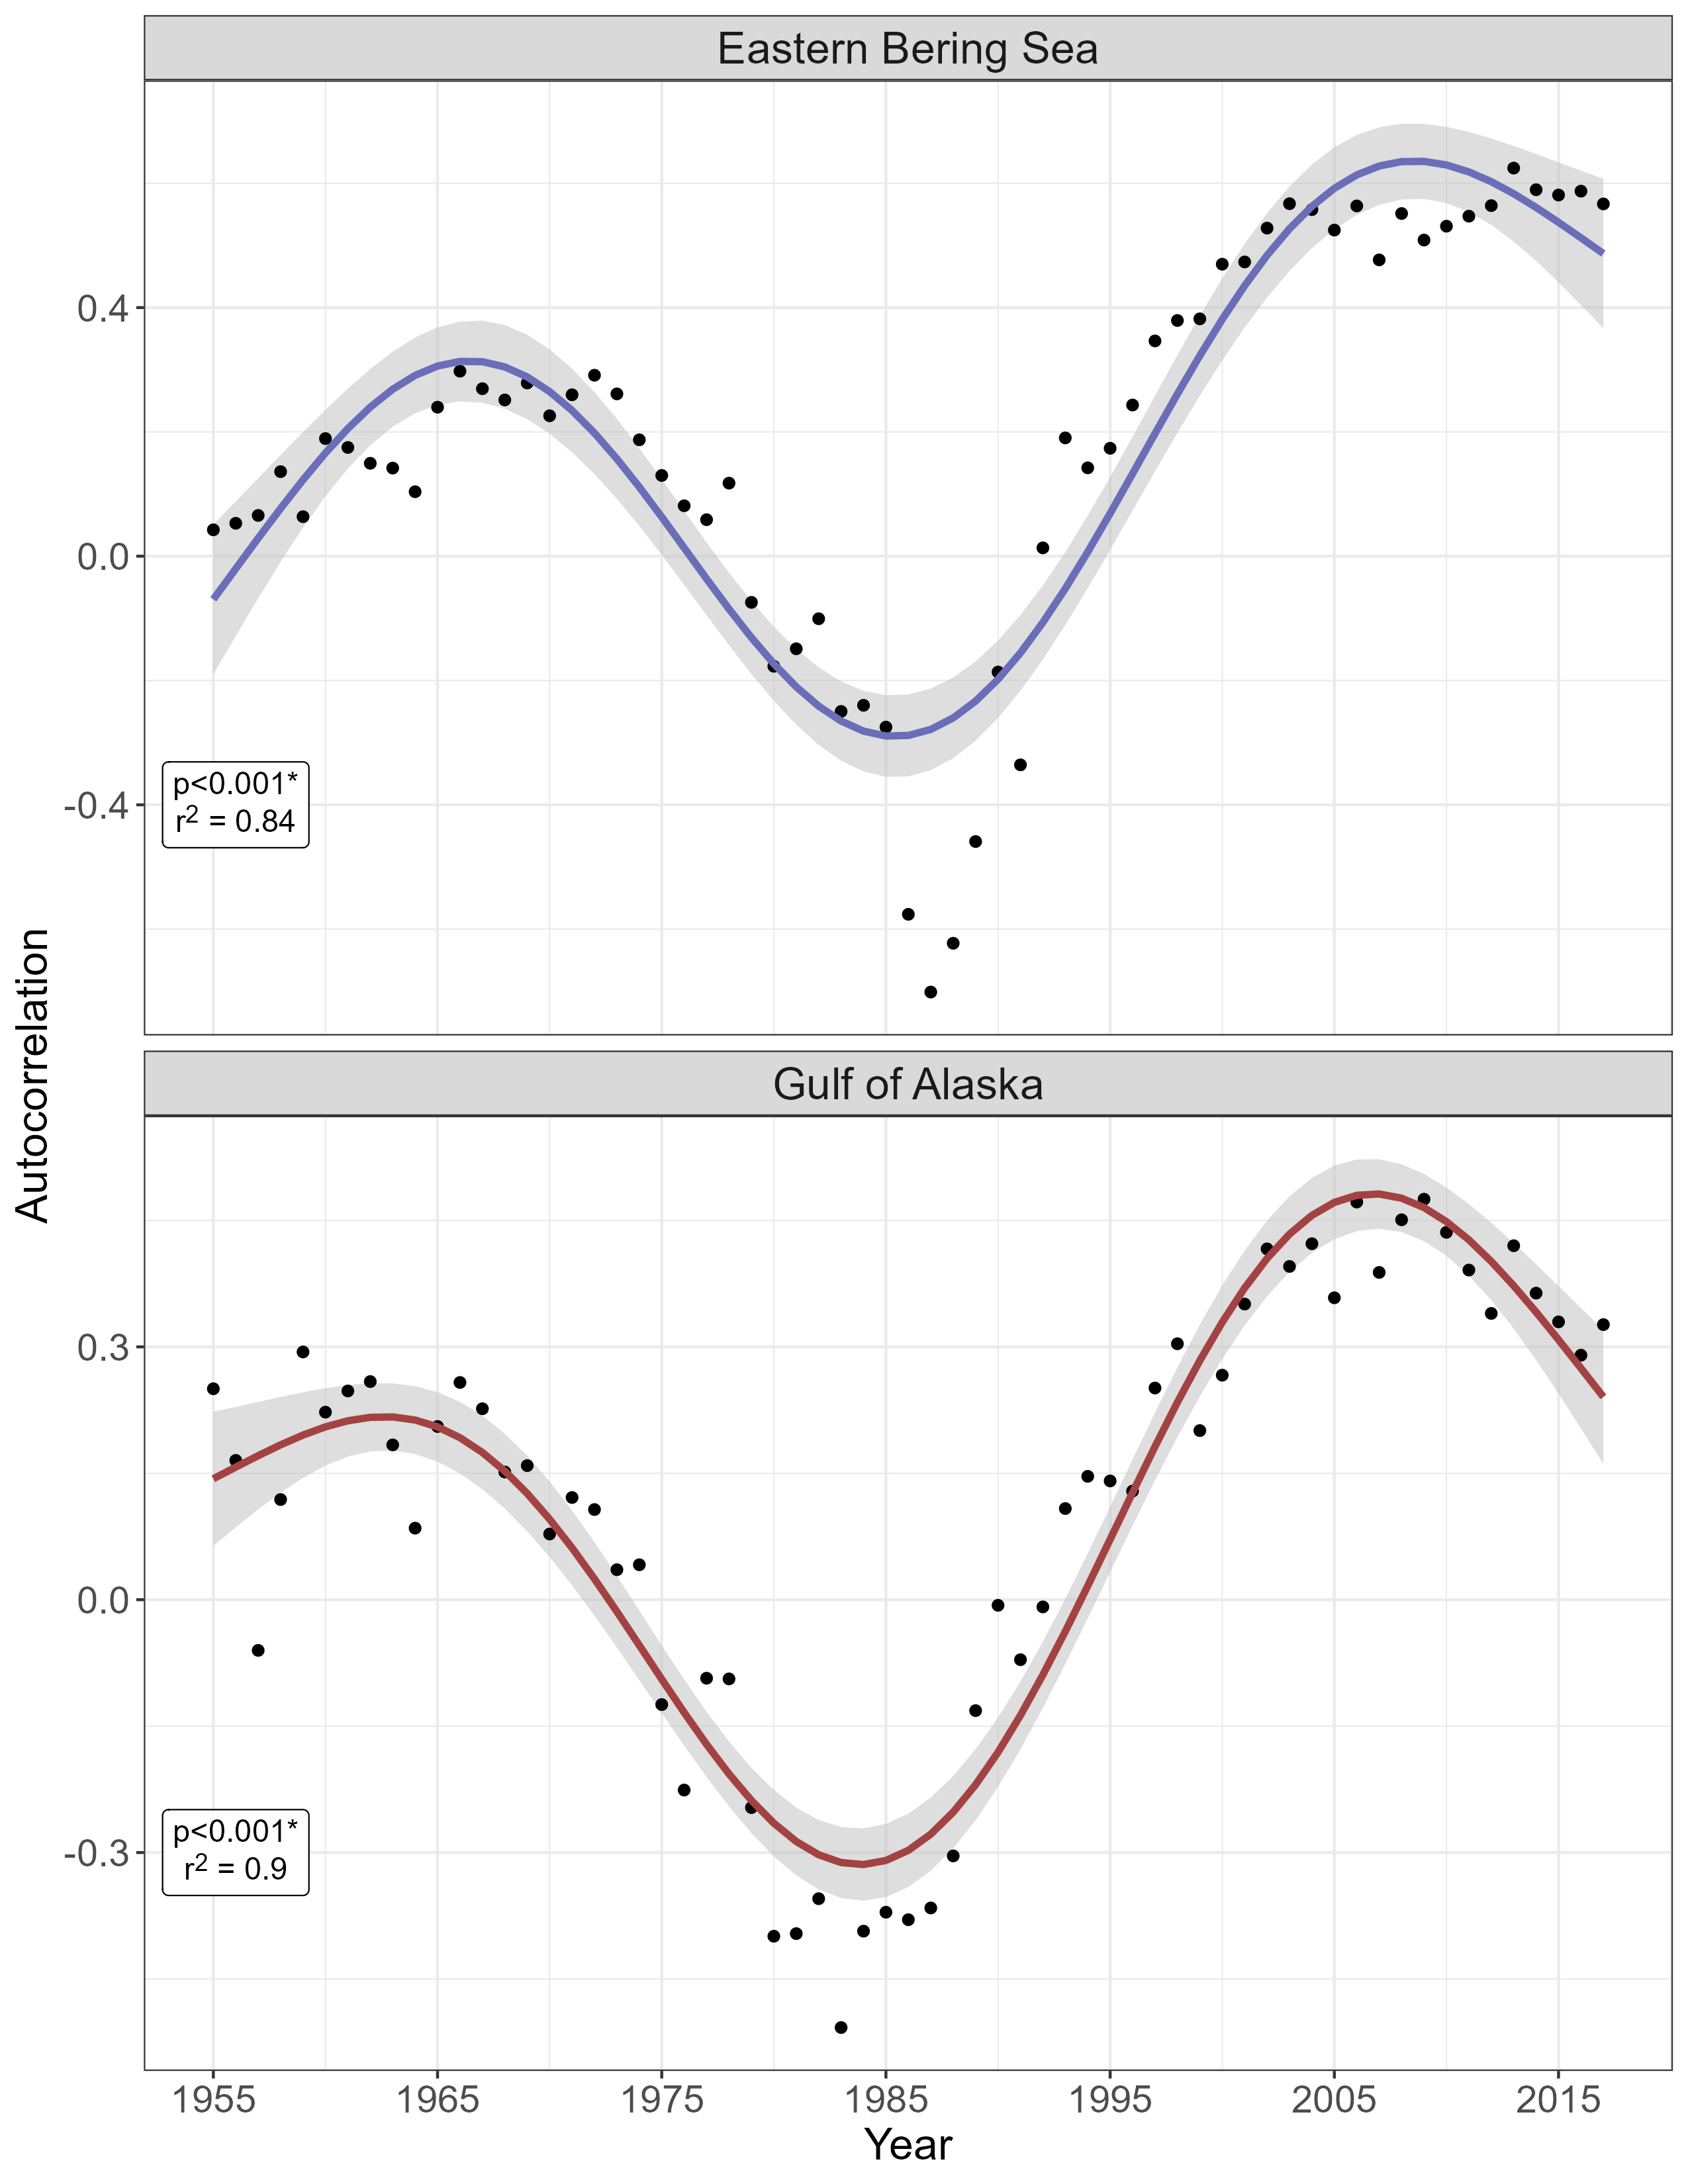 Eastern Bering Sea
0.4
0.0
-0.4
p<0.001*
r² = 0.84
Autocorrelation
Gulf of Alaska
0.3
0.0
-0.3
p<0.001*
r² = 0.9
1955 1965 1975 1985 1995 2005 2015
Year